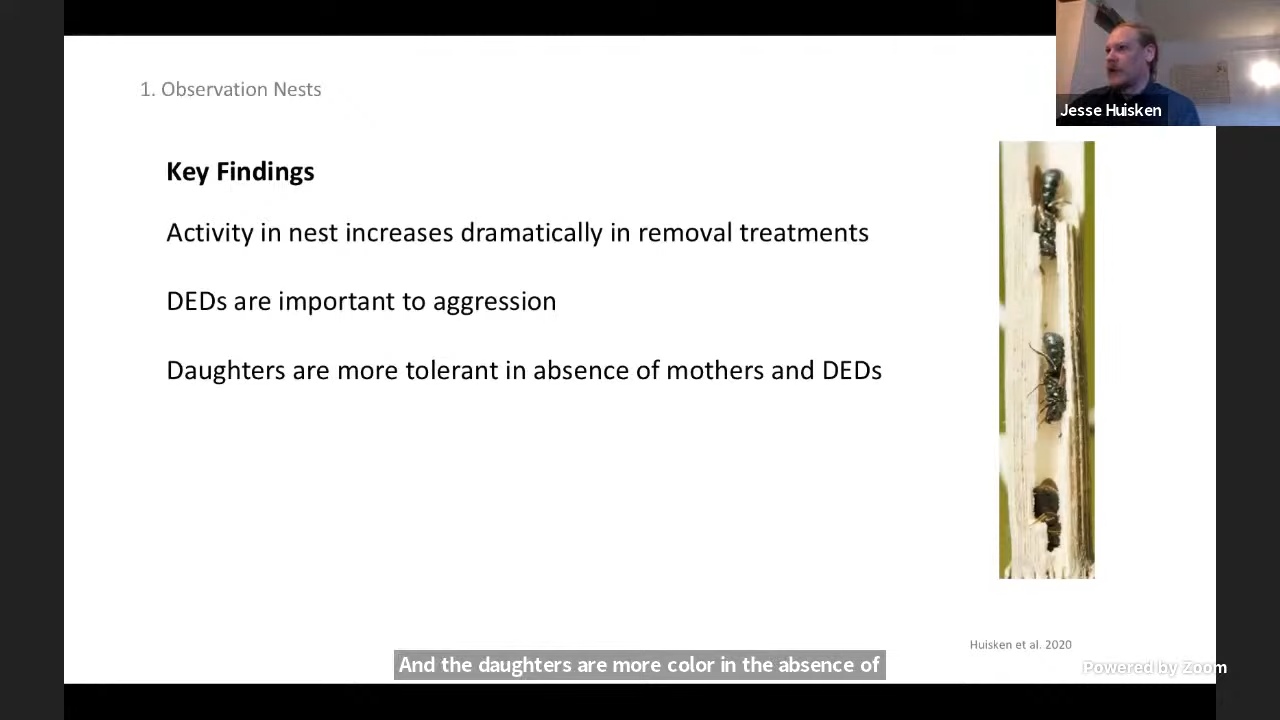 1. Observation Nests
Jesse Huisken
Key Findings
Activity in nest increases dramatically in removal treatments
DEDs are important to aggression
Daughters are more tolerant in absence of mothers and DEDs
Huisken et al. 2020
And the daughters are more color in the absence of
Powered by Zoom